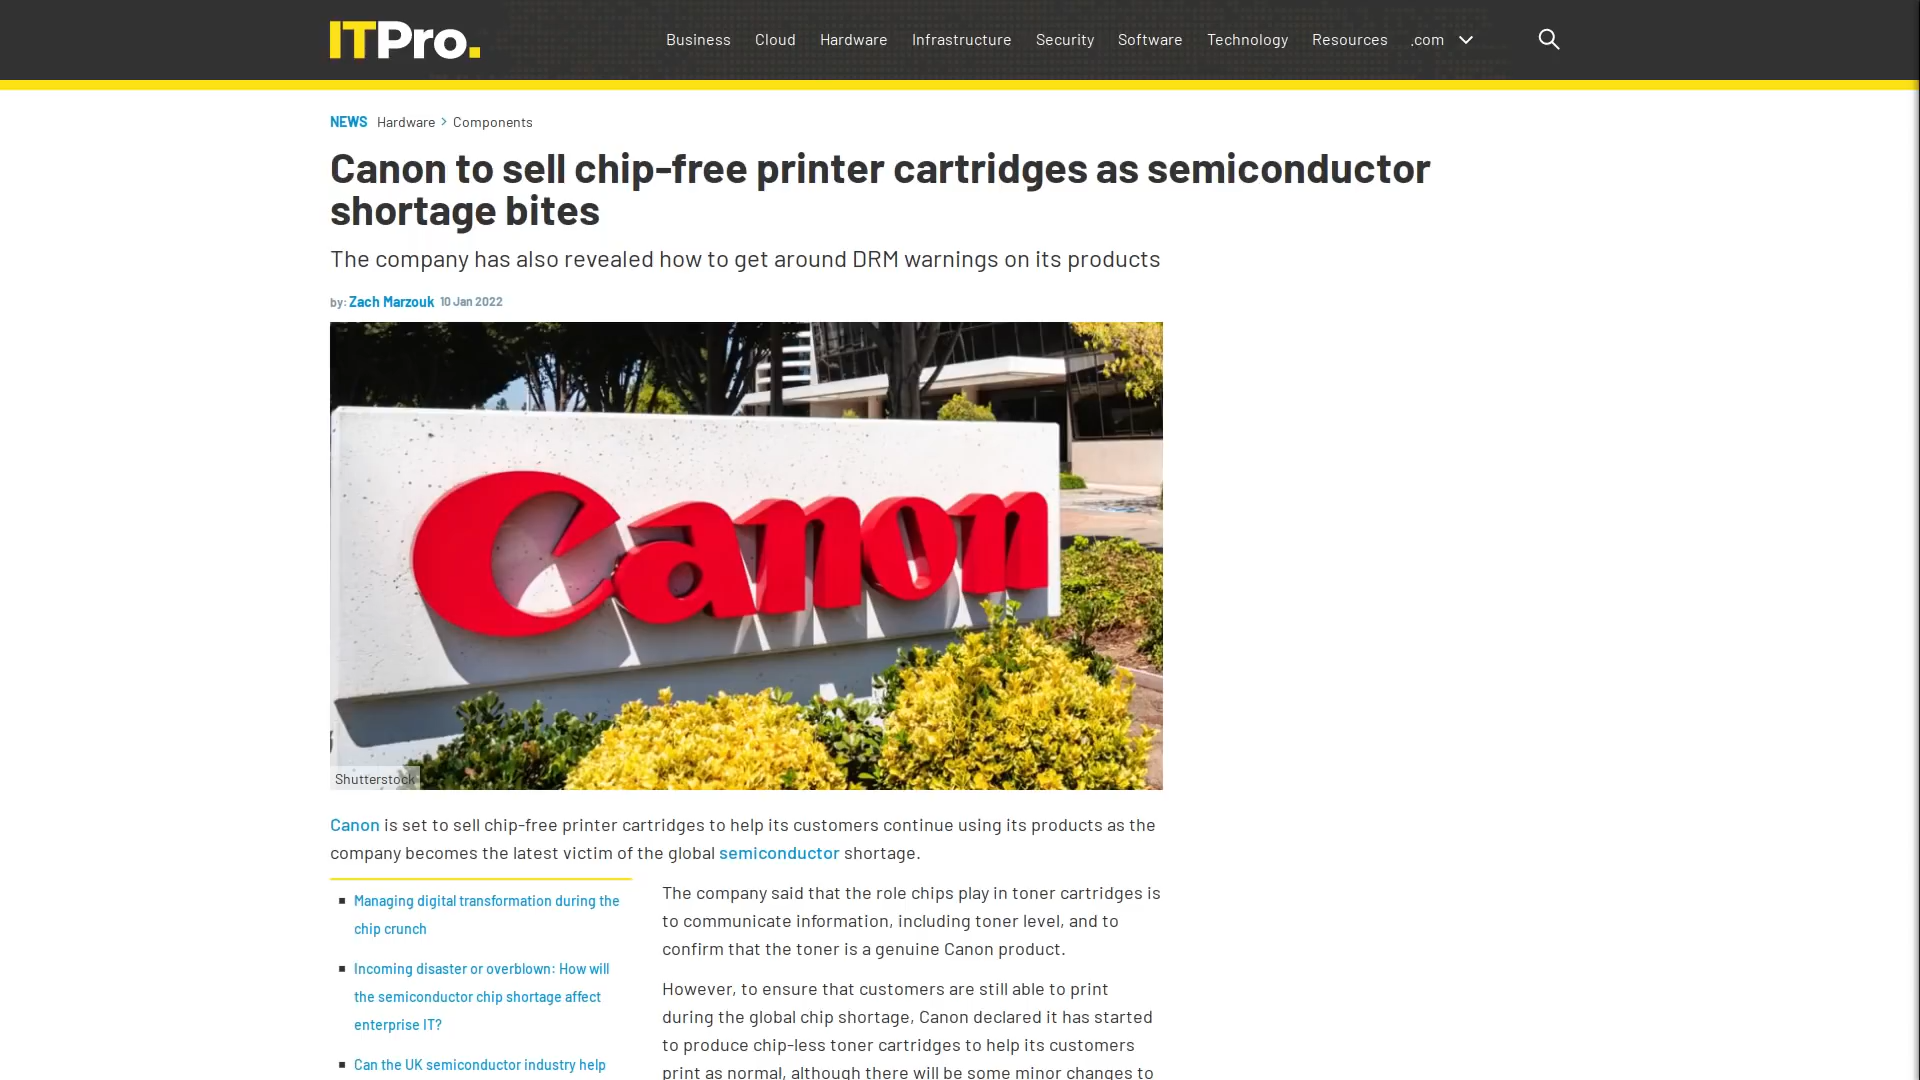 ITPro.
Business Cloud Hardware Infrastructure Security Software Technology Resources .com
NEWS Hardware > Components
Canon to sell chip-free printer cartridges as semiconductor
shortage bites
The company has also revealed how to get around DRM warnings on its products
by: Zach Marzouk 10 Jan 2022
Canon
Shutterstock
Canon is set to sell chip-free printer cartridges to help its customers continue using its products as the
company becomes the latest victim of the global semiconductor shortage.
Managing digital transformation during the
chip crunch
Incoming disaster or overblown: How will
the semiconductor chip shortage affect
enterprise IT?
Can the UK semiconductor industry help
The company said that the role chips play in toner cartridges is
to communicate information, including toner level, and to
confirm that the toner is a genuine Canon product.
However, to ensure that customers are still able to print
during the global chip shortage, Canon declared it has started
to produce chip-less toner cartridges to help its customers
print as normal, although there will be some minor changes to